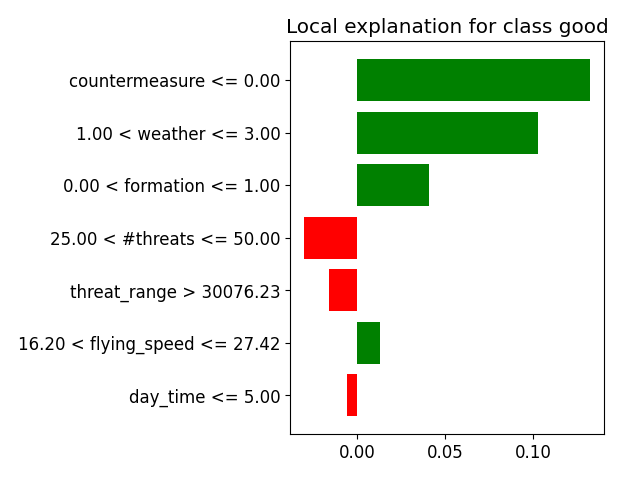 Local explanation for class good
countermeasure <= 0.00
1.00 < weather <= 3.00
0.00 < formation <= 1.00
25.00 < #threats <= 50.00
threat_range > 30076.23
16.20 < flying_speed <= 27.42
day_time <= 5.00
0.00 0.05 0.10